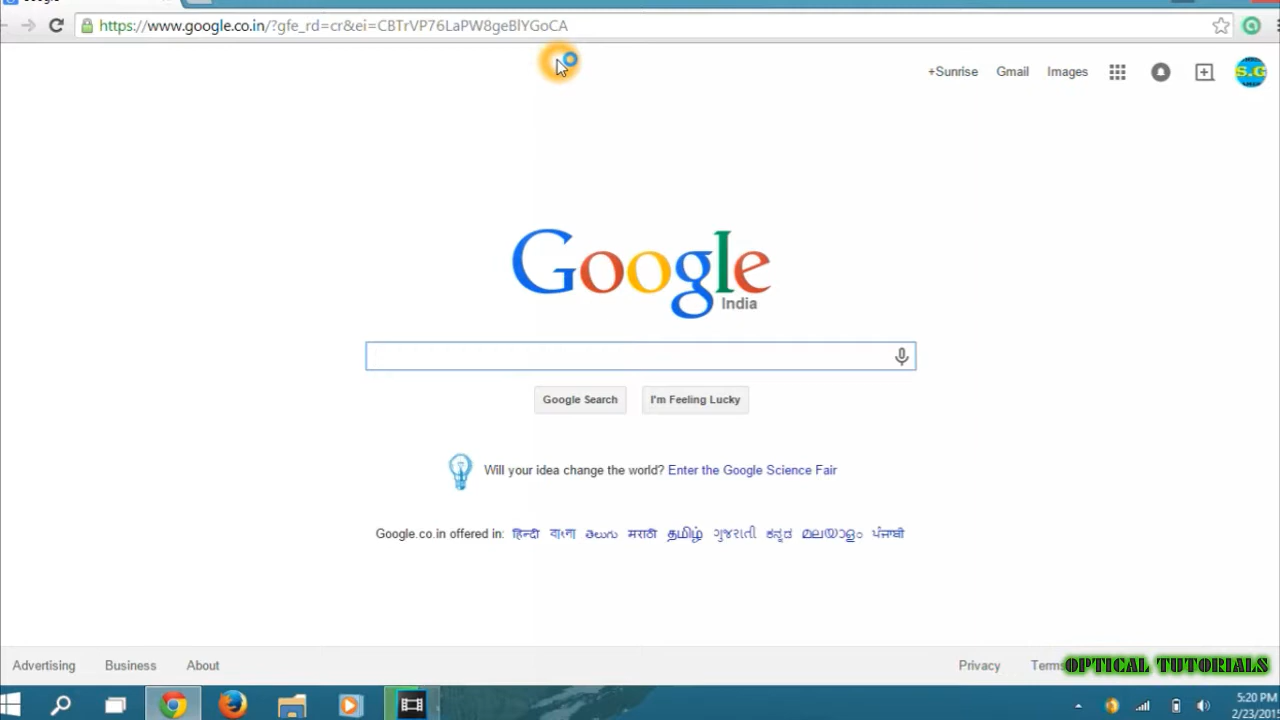 https://www.google.co.in/?gfe_rd=cr&ei=CBTrVP76LaPW8geBlYGoCA
+Sunrise Gmail Images S.G
Google
India
Google Search I'm Feeling Lucky
Will your idea change the world? Enter the Google Science Fair
Google.co.in offered in: हिन्दी বাংলা తెలుగు मराठी தமிழ் ગુજરાતી ಕನ್ನಡ മലയാളം ਪੰਜਾਬੀ
Advertising Business About Privacy Terms
OPTICAL TUTORIALS
5:20 PM
2/23/201